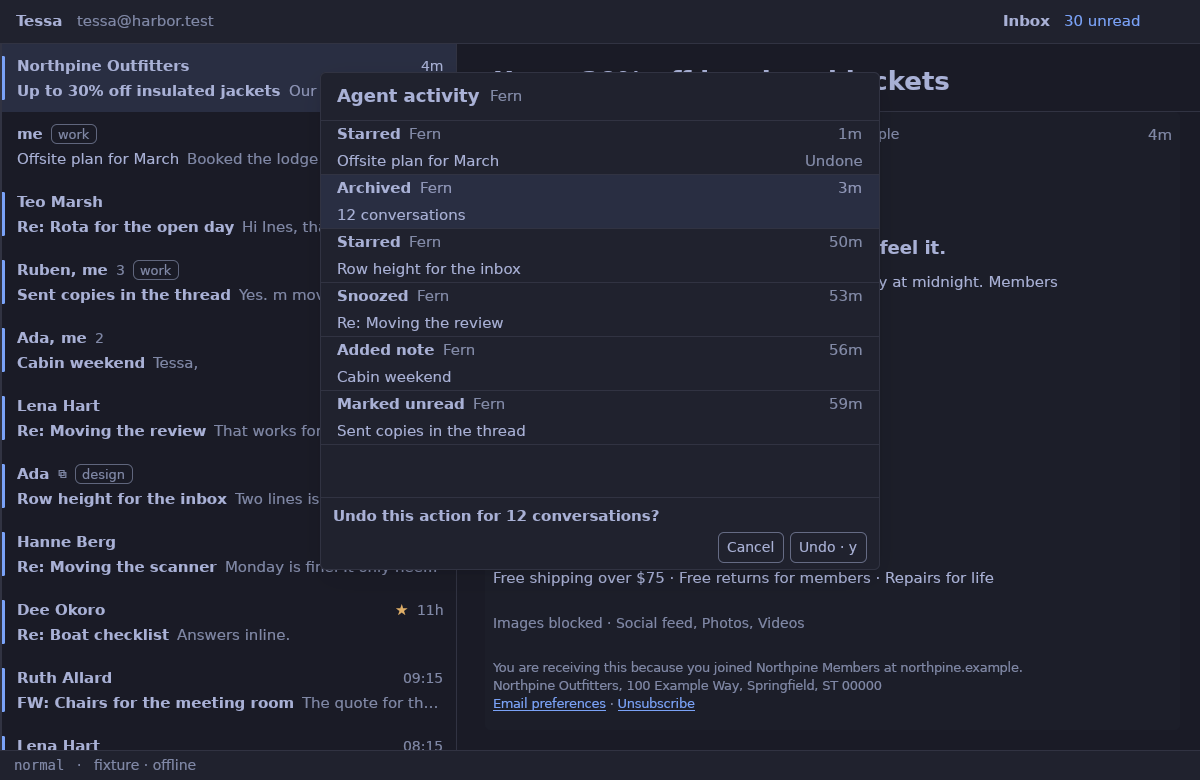 Tessa tessa@harbor.test
Inbox 30 unread
Northpine Outfitters 4m
Up to 30% off insulated jackets Our
me work
Offsite plan for March Booked the lodge
Teo Marsh
Re: Rota for the open day Hi Ines,
Ruben, me 3 work
Sent copies in the thread Yes. m
Ada, me 2
Cabin weekend Tessa,
Lena Hart
Re: Moving the review That works for
Ada design
Row height for the inbox Two lines is
Hanne Berg
Re: Moving the scanner Monday is
Dee Okoro ★ 11h
Re: Boat checklist Answers inline.
Ruth Allard 09:15
FW: Chairs for the meeting room The quote for th…
Lena Hart 08:15
Agent activity Fern
Starred Fern 1m
Offsite plan for March Undone
Archived Fern 3m
12 conversations
Starred Fern 50m
Row height for the inbox
Snoozed Fern 53m
Re: Moving the review
Added note Fern 56m
Cabin weekend
Marked unread Fern 59m
Sent copies in the thread
Undo this action for 12 conversations?
Cancel Undo · y
ckets
ple 4m
feel it.
y at midnight. Members
Free shipping over $75 · Free returns for members · Repairs for life
Images blocked · Social feed, Photos, Videos
You are receiving this because you joined Northpine Members at northpine.example.
Northpine Outfitters, 100 Example Way, Springfield, ST 00000
Email preferences · Unsubscribe
normal · fixture · offline